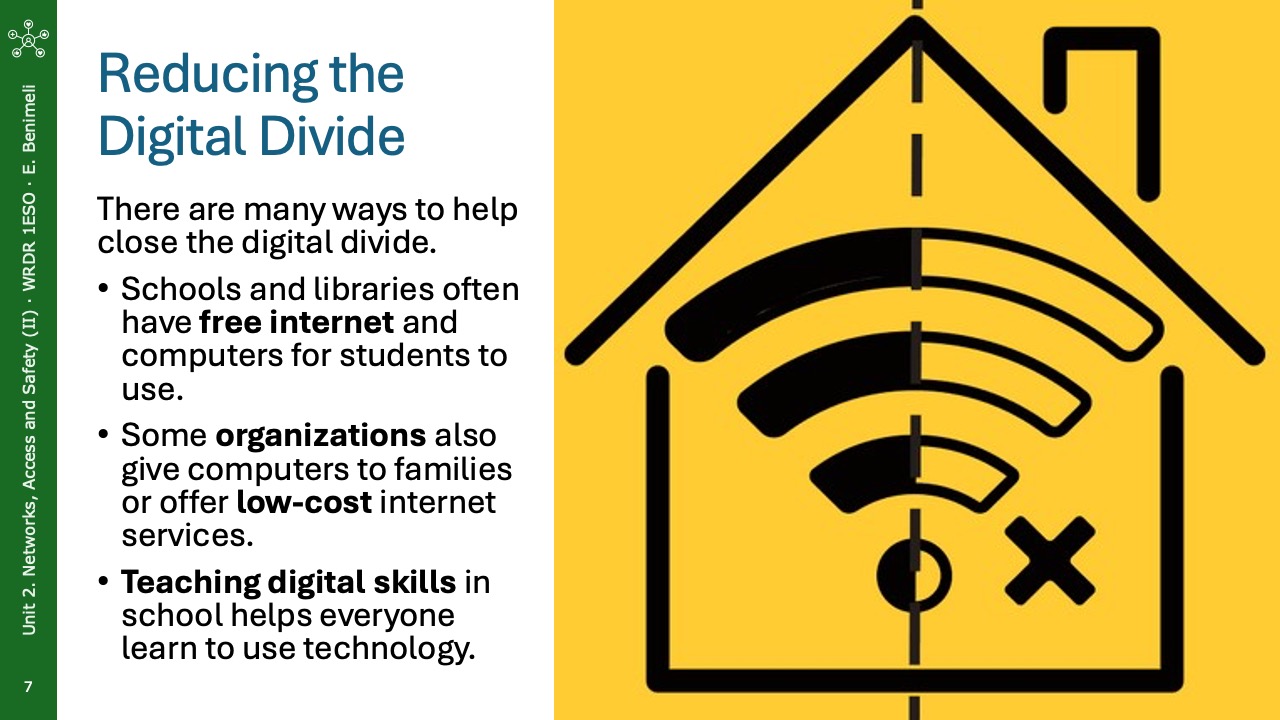 Unit 2. Networks, Access and Safety (II) · WRDR 1ESO · E. Benimeli
7
Reducing the
Digital Divide
There are many ways to help
close the digital divide.
• Schools and libraries often
have free internet and
computers for students to
use.
• Some organizations also
give computers to families
or offer low-cost internet
services.
• Teaching digital skills in
school helps everyone
learn to use technology.